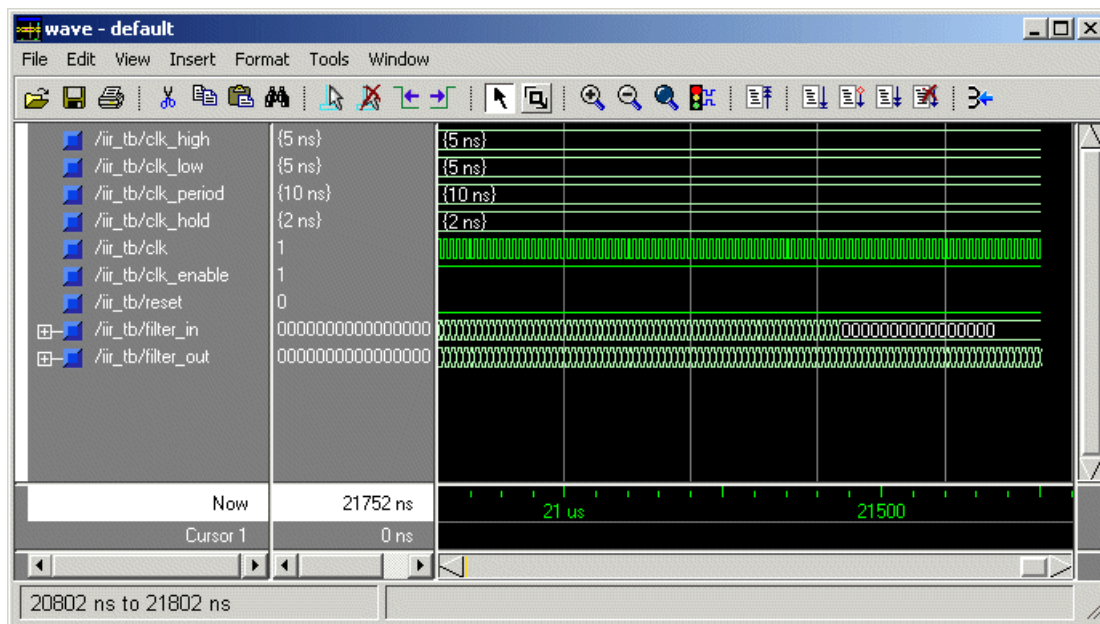 wave - default
File Edit View Insert Format Tools Window
/iir_tb/clk_high {5 ns} {5 ns}
/iir_tb/clk_low {5 ns} {5 ns}
/iir_tb/clk_period {10 ns} {10 ns}
/iir_tb/clk_hold {2 ns} {2 ns}
/iir_tb/clk 1
/iir_tb/clk_enable 1
/iir_tb/reset 0
/iir_tb/filter_in 0000000000000000 0000000000000000
/iir_tb/filter_out 0000000000000000
Now 21752 ns 21 us 21500
Cursor 1 0 ns
20802 ns to 21802 ns